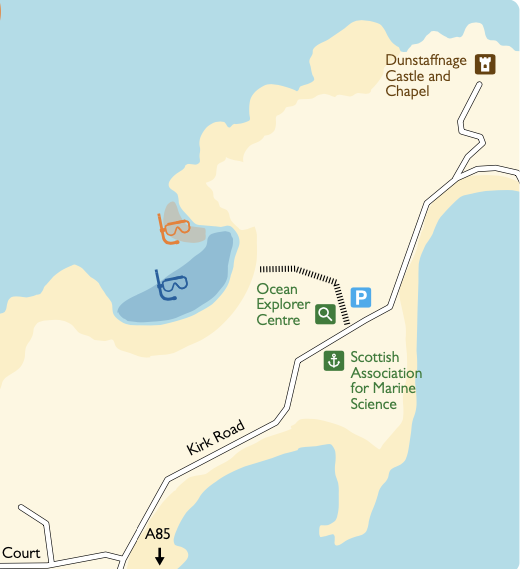 Dunstaffnage
Castle and
Chapel
P
Ocean
Explorer
Centre
Scottish
Association
for Marine
Science
Kirk Road
A85
Court